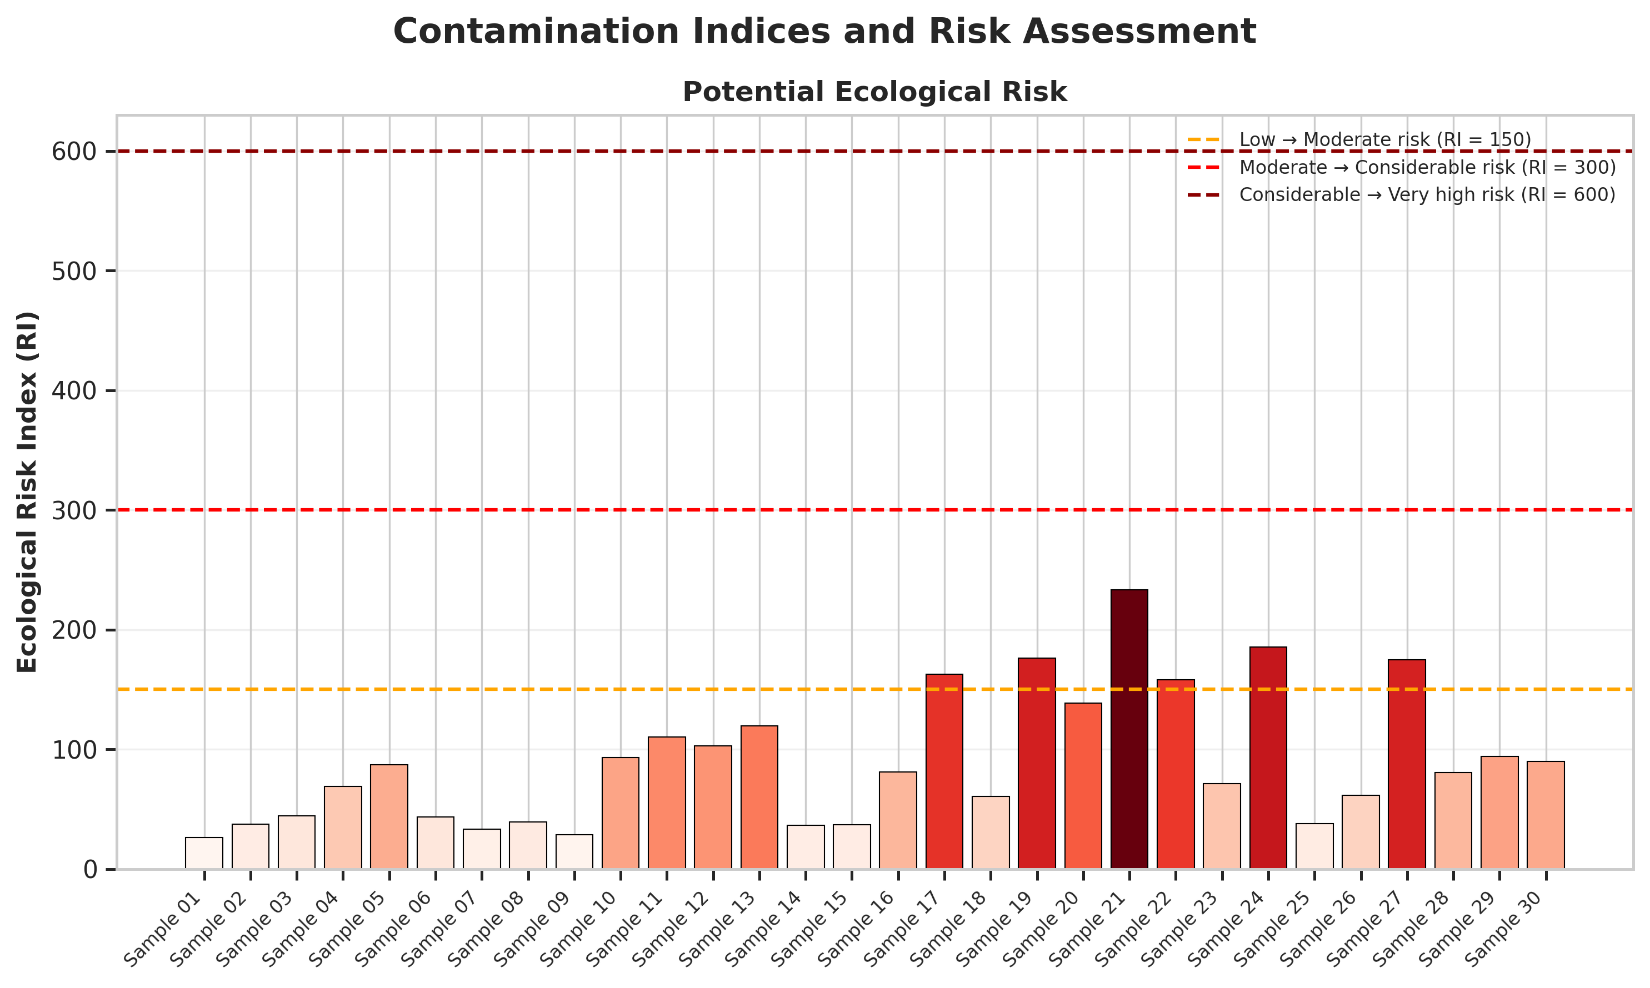 Contamination Indices and Risk Assessment
Potential Ecological Risk
Ecological Risk Index (RI)
600
500
400
300
200
100
0
Low → Moderate risk (RI = 150)
Moderate → Considerable risk (RI = 300)
Considerable → Very high risk (RI = 600)
Sample 01
Sample 02
Sample 03
Sample 04
Sample 05
Sample 06
Sample 07
Sample 08
Sample 09
Sample 10
Sample 11
Sample 12
Sample 13
Sample 14
Sample 15
Sample 16
Sample 17
Sample 18
Sample 19
Sample 20
Sample 21
Sample 22
Sample 23
Sample 24
Sample 25
Sample 26
Sample 27
Sample 28
Sample 29
Sample 30